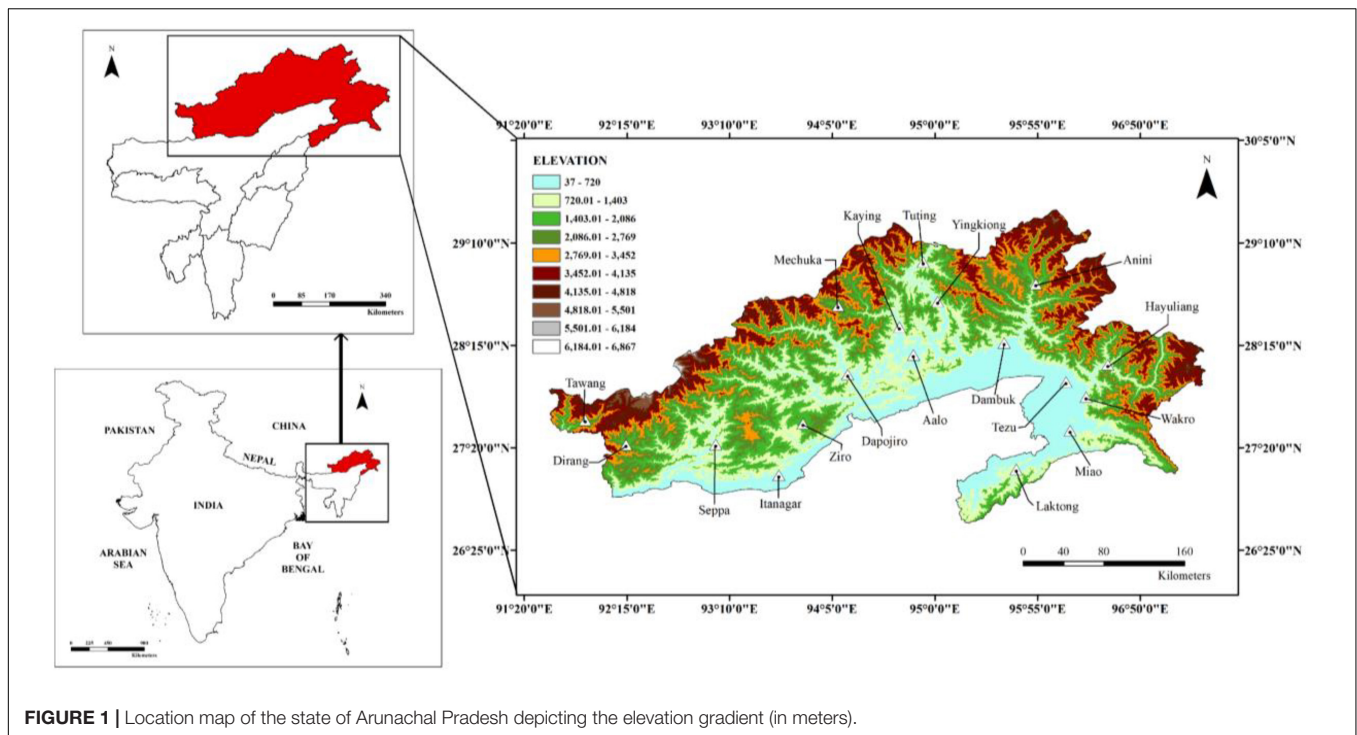 N
0 85 170 340
Kilometers
N
PAKISTAN
CHINA
NEPAL
INDIA
ARABIAN
SEA
BAY
OF
BENGAL
Kilometers
91°20'0"E 92°15'0"E 93°10'0"E 94°5'0"E 95°0'0"E 95°55'0"E 96°50'0"E
30°5'0"N
29°10'0"N 29°10'0"N
28°15'0"N 28°15'0"N
27°20'0"N 27°20'0"N
26°25'0"N 26°25'0"N
ELEVATION
37 - 720
720.01 - 1,403
1,403.01 - 2,086
2,086.01 - 2,769
2,769.01 - 3,452
3,452.01 - 4,135
4,135.01 - 4,818
4,818.01 - 5,501
5,501.01 - 6,184
6,184.01 - 6,867
N
Kaying
Tuting
Yingkiong
Mechuka
Anini
Hayuliang
Tawang
Dirang
Seppa
Itanagar
Ziro
Dapojiro
Aalo
Dambuk
Tezu
Wakro
Miao
Laktong
0 40 80 160
Kilometers
91°20'0"E 92°15'0"E 93°10'0"E 94°5'0"E 95°0'0"E 95°55'0"E 96°50'0"E
FIGURE 1 | Location map of the state of Arunachal Pradesh depicting the elevation gradient (in meters).